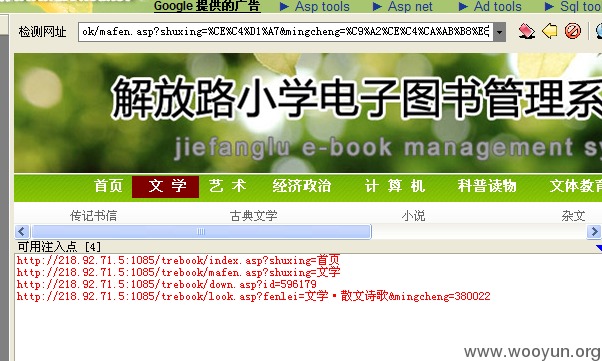 Google 提供的广告 ► Asp tools ► Asp net ► Ad tools ► Sql too
检测网址 ok/mafen.asp?shuxing=%CE%C4%D1%A7&mingcheng=%C9%A2%CE%C4%CA%AB%B8%E
解放路小学电子图书管理系
jiefanglu e-book management sy
首页 文 学 艺 术 经济政治 计 算 机 科普读物 文体教育
传记书信 古典文学 小说 杂文
可用注入点 [4]
http://218.92.71.5:1085/trebook/index.asp?shuxing=首页
http://218.92.71.5:1085/trebook/mafen.asp?shuxing=文学
http://218.92.71.5:1085/trebook/down.asp?id=596179
http://218.92.71.5:1085/trebook/look.asp?fenlei=文学·散文诗歌&mingcheng=380022
www.wooyun.org